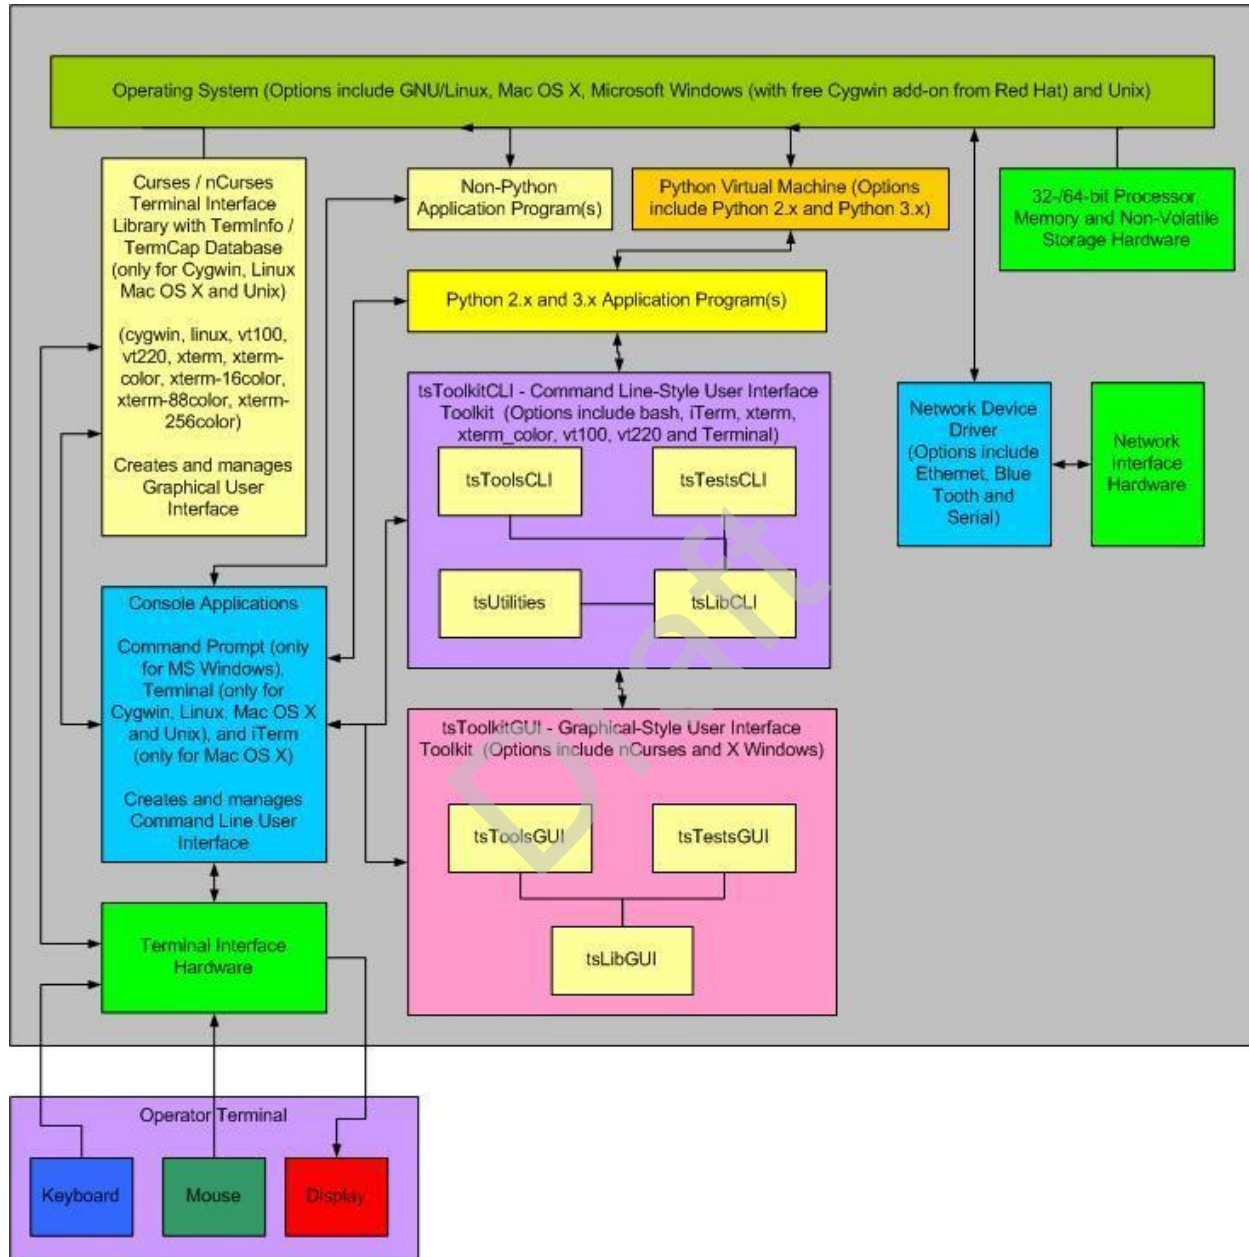 Operating System (Options include GNU/Linux, Mac OS X, Microsoft Windows (with free Cygwin add-on from Red Hat) and Unix)
Curses / nCurses
Terminal Interface
Library with TermInfo /
TermCap Database
(only for Cygwin, Linux
Mac OS X and Unix)
(cygwin, linux, vt100,
vt220, xterm, xterm-
color, xterm-16color,
xterm-88color, xterm-
256color)
Creates and manages
Graphical User
Interface
Non-Python
Application Program(s)
Python Virtual Machine (Options
include Python 2.x and Python 3.x)
32-/64-bit Processor,
Memory and Non-Volatile
Storage Hardware
Python 2.x and 3.x Application Program(s)
tsToolkitCLI - Command Line-Style User Interface
Toolkit (Options include bash, iTerm, xterm,
xterm_color, vt100, vt220 and Terminal)
tsToolsCLI
tsTestsCLI
tsUtilities
tsLibCLI
Network Device
Driver
(Options include
Ethernet, Blue
Tooth and
Serial)
Network
Interface
Hardware
Console Applications
Command Prompt (only
for MS Windows),
Terminal (only for
Cygwin, Linux, Mac OS X
and Unix), and iTerm
(only for Mac OS X)
Creates and manages
Command Line User
Interface
tsToolkitGUI - Graphical-Style User Interface
Toolkit (Options include nCurses and X Windows)
tsToolsGUI
tsTestsGUI
tsLibGUI
Terminal Interface
Hardware
Operator Terminal
Keyboard
Mouse
Display
Draft